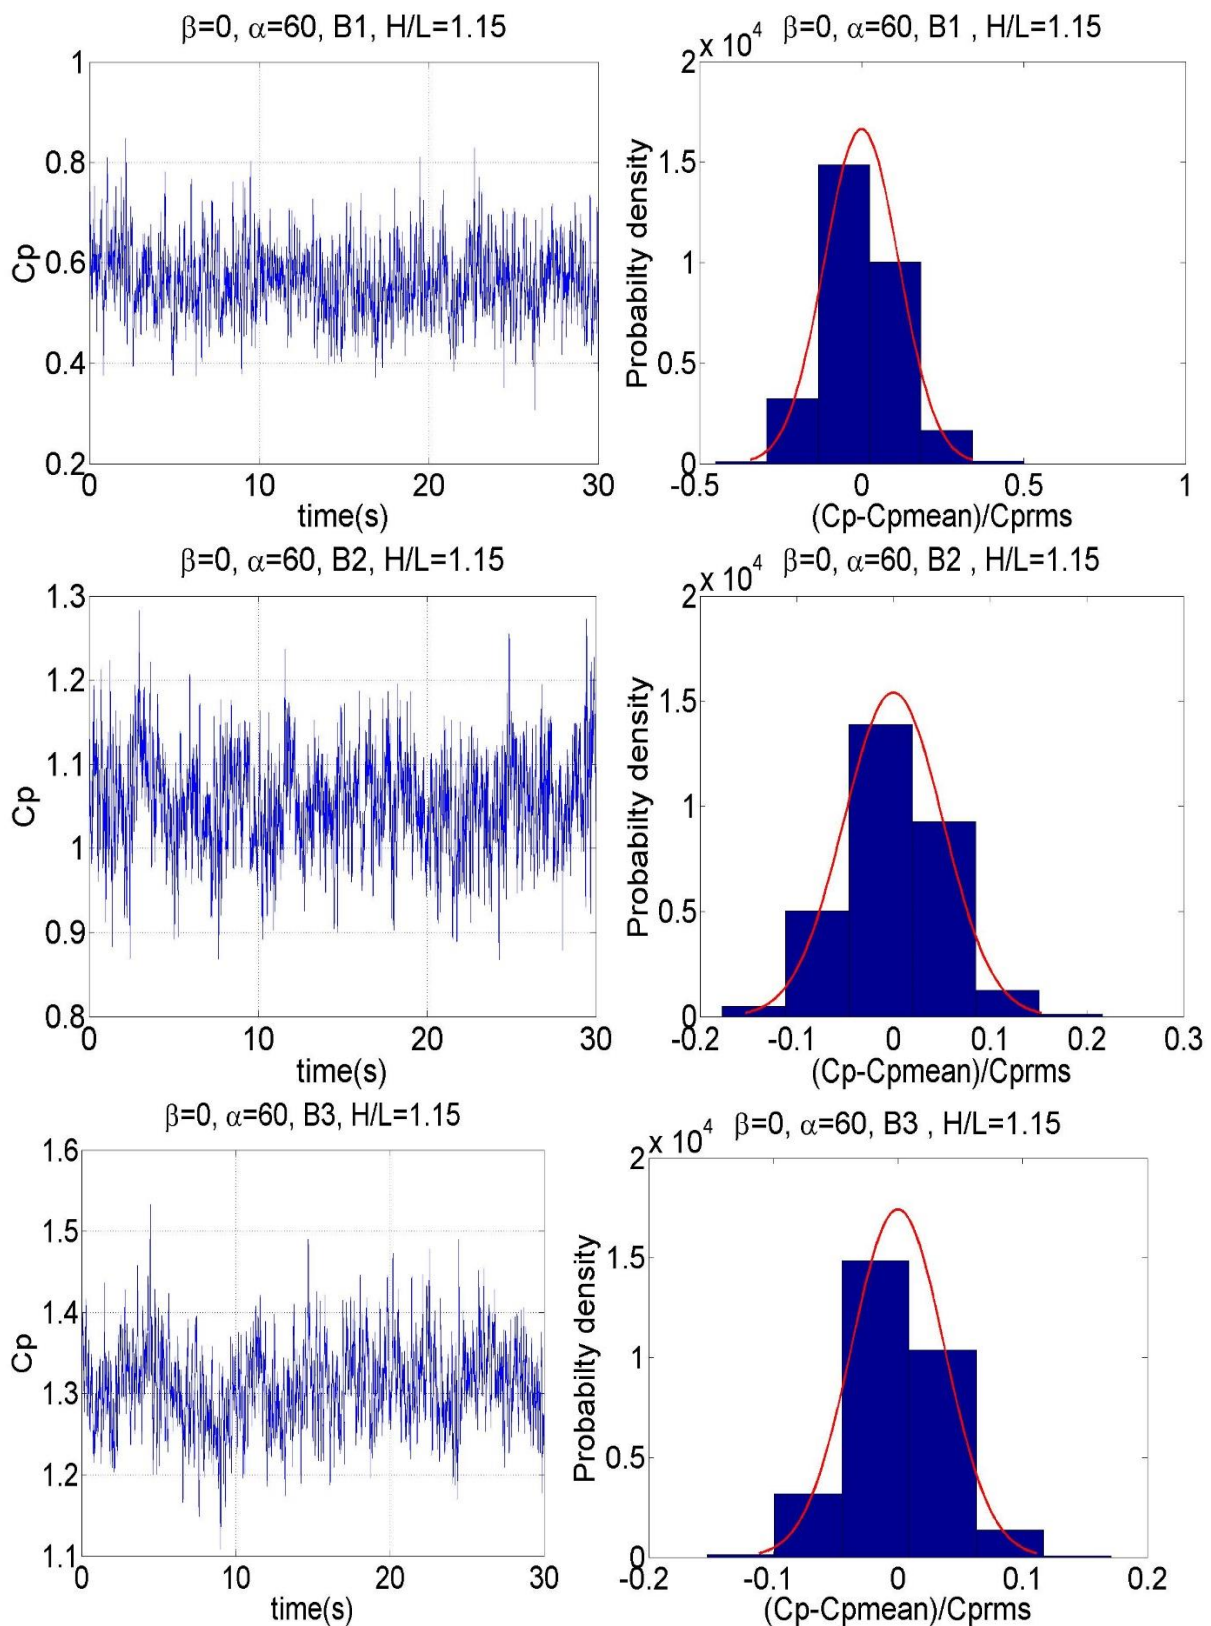 β=0, α=60, B1, H/L=1.15
1
0.8
0.6
0.4
0.2
Cp
0 10 20 30
time(s)
x 10⁴ β=0, α=60, B1 , H/L=1.15
2
1.5
1
0.5
0
Probabilty density
-0.5 0 0.5 1
(Cp-Cpmean)/Cprms
β=0, α=60, B2, H/L=1.15
1.3
1.2
1.1
1
0.9
0.8
Cp
0 10 20 30
time(s)
x 10⁴ β=0, α=60, B2 , H/L=1.15
2
1.5
1
0.5
0
Probabilty density
-0.2 -0.1 0 0.1 0.2 0.3
(Cp-Cpmean)/Cprms
β=0, α=60, B3, H/L=1.15
1.6
1.5
1.4
1.3
1.2
1.1
Cp
0 10 20 30
time(s)
x 10⁴ β=0, α=60, B3 , H/L=1.15
2
1.5
1
0.5
0
Probabilty density
-0.2 -0.1 0 0.1 0.2
(Cp-Cpmean)/Cprms